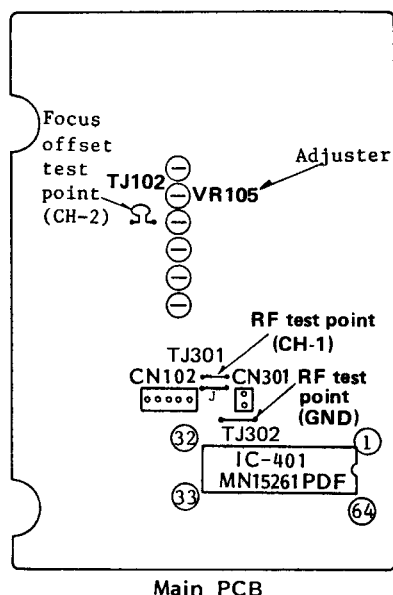 Focus
offset
test
point
(CH-2)
TJ102
VR105
Adjuster
RF test point
(CH-1)
TJ301
CN102
CN301
J
RF test
point
(GND)
TJ302
32
1
IC-401
MN15261PDF
33
64
Main PCB